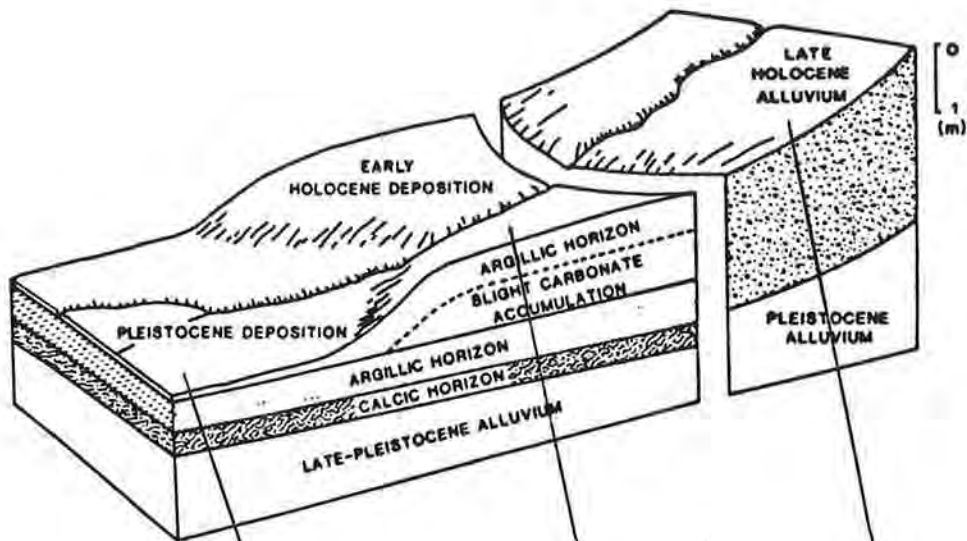 LATE
HOLOCENE
ALLUVIUM
0
1
(m)
EARLY
HOLOCENE DEPOSITION
ARGILLIC HORIZON
SLIGHT CARBONATE
ACCUMULATION
PLEISTOCENE DEPOSITION
PLEISTOCENE
ALLUVIUM
ARGILLIC HORIZON
CALCIC HORIZON
LATE-PLEISTOCENE ALLUVIUM